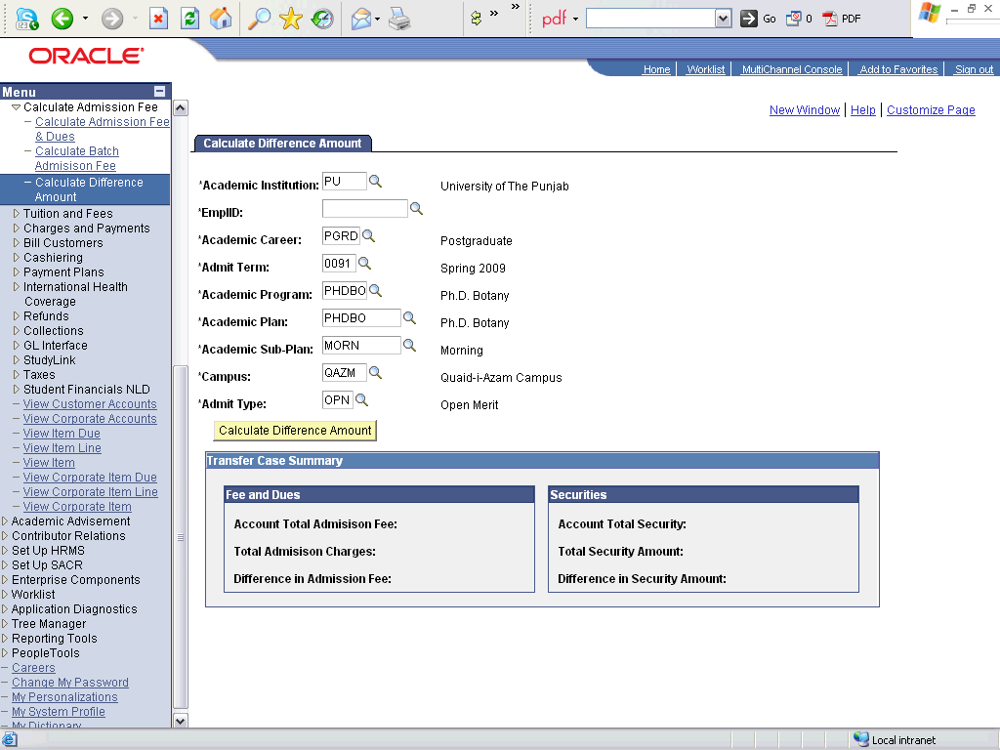 pdf
Go
0
PDF
ORACLE
Home
Worklist
MultiChannel Console
Add to Favorites
Sign out
Menu
Calculate Admission Fee
Calculate Admission Fee
& Dues
Calculate Batch
Admisison Fee
Calculate Difference
Amount
Tuition and Fees
Charges and Payments
Bill Customers
Cashiering
Payment Plans
International Health
Coverage
Refunds
Collections
GL Interface
StudyLink
Taxes
Student Financials NLD
View Customer Accounts
View Corporate Accounts
View Item Due
View Item Line
View Item
View Corporate Item Due
View Corporate Item Line
View Corporate Item
Academic Advisement
Contributor Relations
Set Up HRMS
Set Up SACR
Enterprise Components
Worklist
Application Diagnostics
Tree Manager
Reporting Tools
PeopleTools
Careers
Change My Password
My Personalizations
My System Profile
My Dictionary
New Window | Help | Customize Page
Calculate Difference Amount
*Academic Institution: PU University of The Punjab
*EmplID:
*Academic Career: PGRD Postgraduate
*Admit Term: 0091 Spring 2009
*Academic Program: PHDBO Ph.D. Botany
*Academic Plan: PHDBO Ph.D. Botany
*Academic Sub-Plan: MORN Morning
*Campus: QAZM Quaid-i-Azam Campus
*Admit Type: OPN Open Merit
Calculate Difference Amount
Transfer Case Summary
Fee and Dues
Account Total Admisison Fee:
Total Admisison Charges:
Difference in Admission Fee:
Securities
Account Total Security:
Total Security Amount:
Difference in Security Amount:
Local intranet